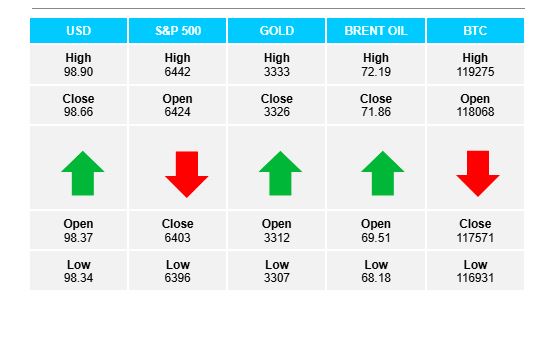 USD S&P 500 GOLD BRENT OIL BTC
High High High High High
98.90 6442 3333 72.19 119275
Close Open Close Close Open
98.66 6424 3326 71.86 118068
Open Close Open Open Close
98.37 6403 3312 69.51 117571
Low Low Low Low Low
98.34 6396 3307 68.18 116931